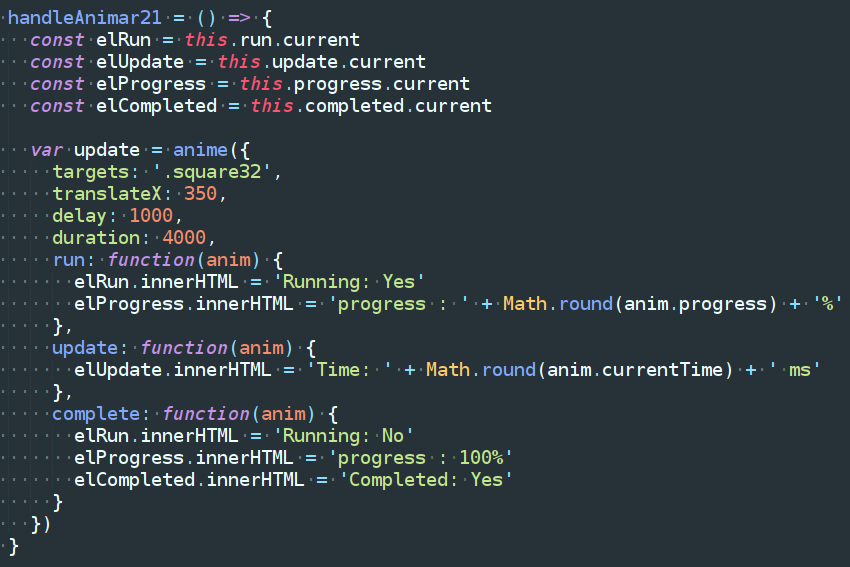 handleAnimar21 = () => {
const elRun = this.run.current
const elUpdate = this.update.current
const elProgress = this.progress.current
const elCompleted = this.completed.current
var update = anime({
targets: '.square32',
translateX: 350,
delay: 1000,
duration: 4000,
run: function(anim) {
elRun.innerHTML = 'Running: Yes'
elProgress.innerHTML = 'progress : ' + Math.round(anim.progress) + '%'
},
update: function(anim) {
elUpdate.innerHTML = 'Time: ' + Math.round(anim.currentTime) + ' ms'
},
complete: function(anim) {
elRun.innerHTML = 'Running: No'
elProgress.innerHTML = 'progress : 100%'
elCompleted.innerHTML = 'Completed: Yes'
}
})
}